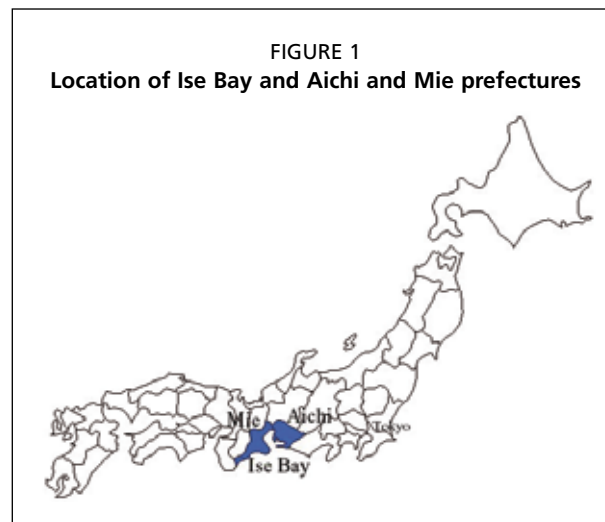 FIGURE 1
Location of Ise Bay and Aichi and Mie prefectures
Mie Aichi
Tokyo
Ise Bay